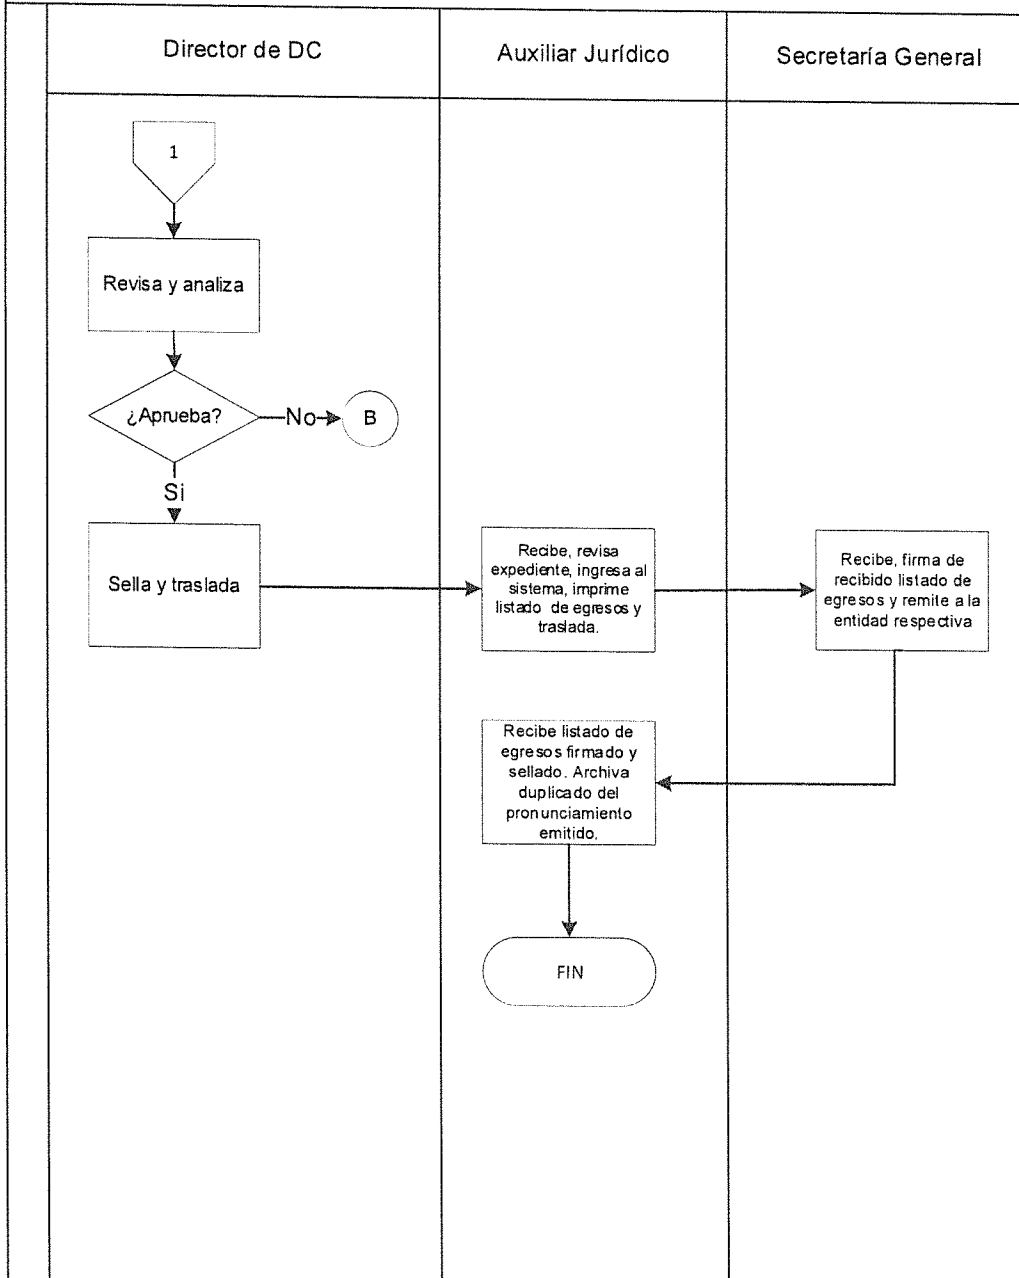 Director de DC
Auxiliar Jurídico
Secretaría General
1
Revisa y analiza
¿Aprueba?
No
B
Si
Sella y traslada
Recibe, revisa
expediente, ingresa al
sistema, imprime
listado de egresos y
traslada.
Recibe, firma de
recibido listado de
egresos y remite a la
entidad respectiva
Recibe listado de
egresos firmado y
sellado. Archiva
duplicado del
pronunciamiento
emitido.
FIN